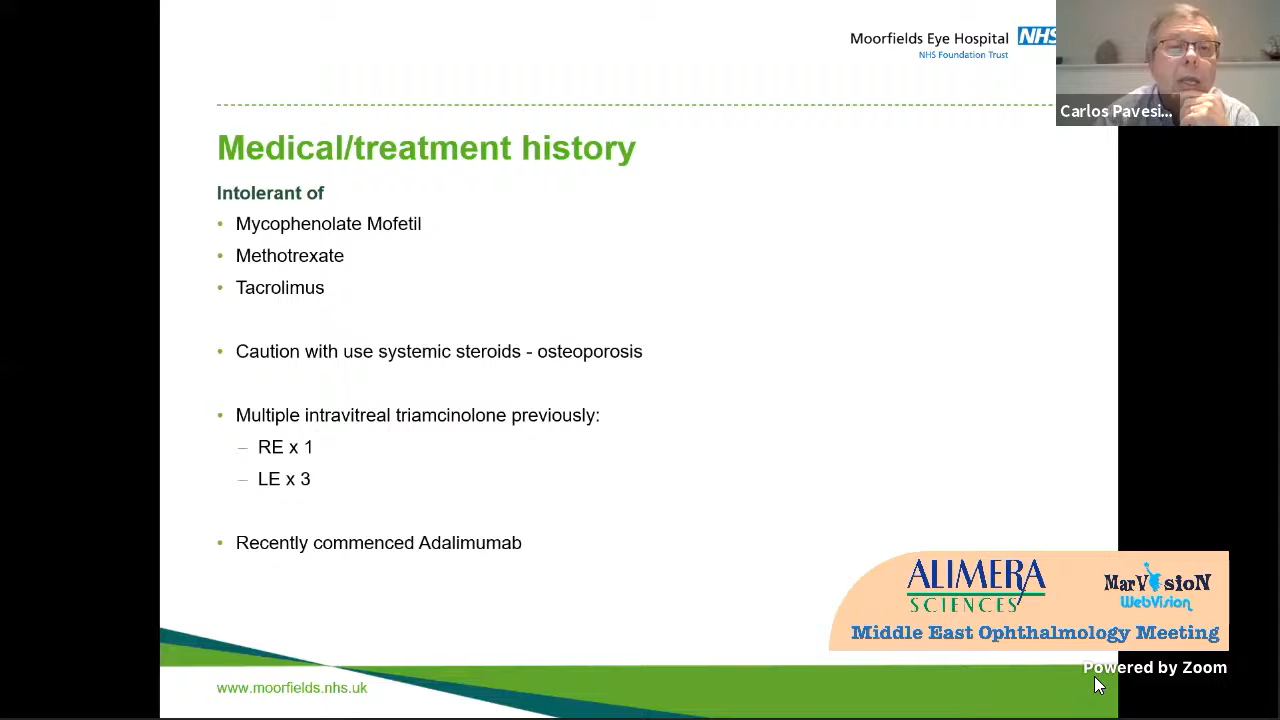 Moorfields Eye Hospital NHS
NHS Foundation Trust
Carlos Pavesi...
Medical/treatment history
Intolerant of
• Mycophenolate Mofetil
• Methotrexate
• Tacrolimus
• Caution with use systemic steroids - osteoporosis
• Multiple intravitreal triamcinolone previously:
– RE x 1
– LE x 3
• Recently commenced Adalimumab
ALIMERA
SCIENCES
MarVisioN
WebVision
Middle East Ophthalmology Meeting
Powered by Zoom
www.moorfields.nhs.uk